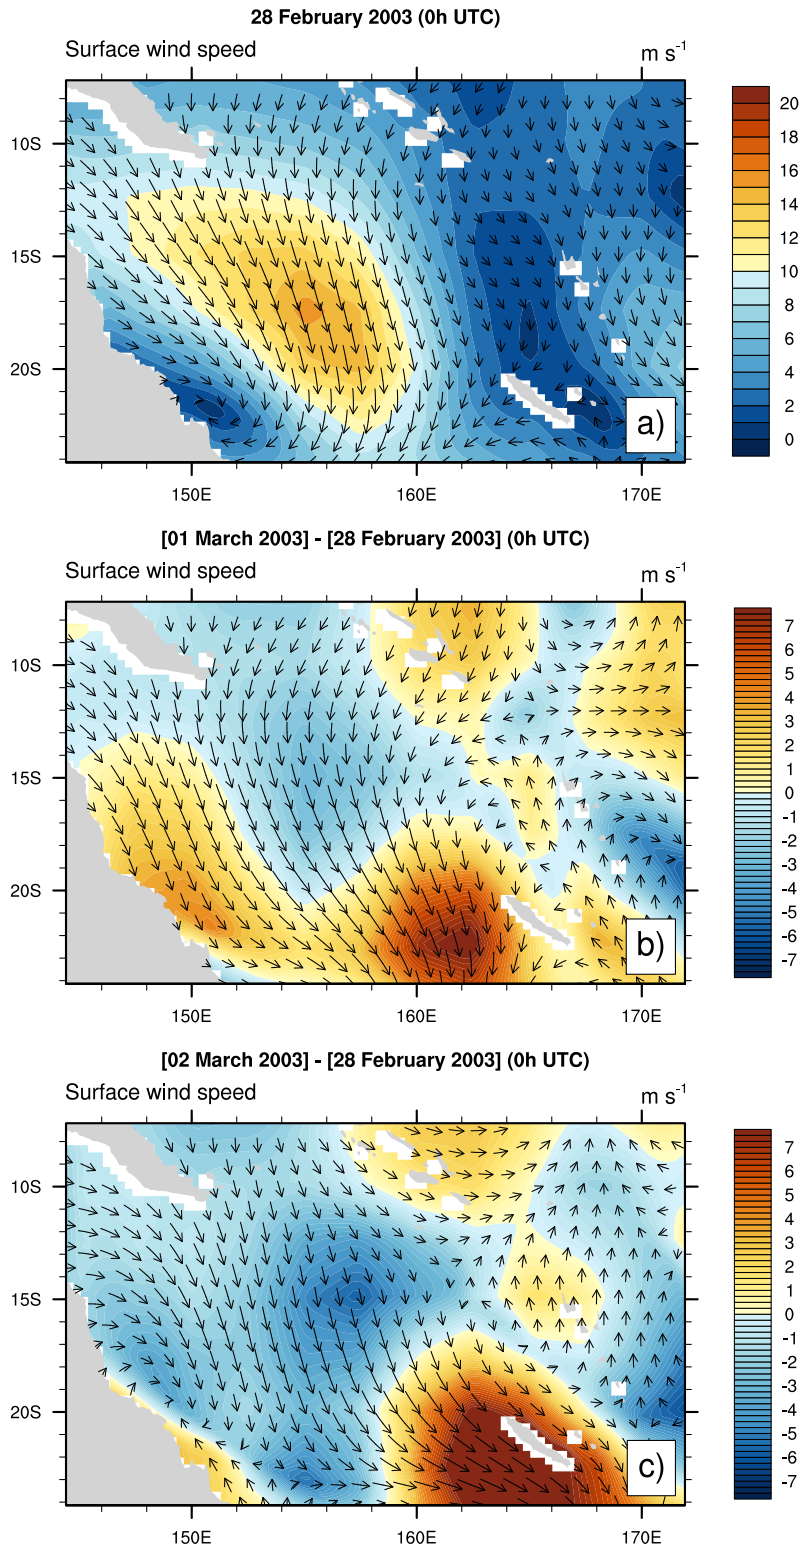 28 February 2003 (0h UTC)
Surface wind speed m s⁻¹
10S
15S
20S
150E 160E 170E
20
18
16
14
12
10
8
6
4
2
0
a)
[01 March 2003] - [28 February 2003] (0h UTC)
Surface wind speed m s⁻¹
10S
15S
20S
150E 160E 170E
7
6
5
4
3
2
1
0
-1
-2
-3
-4
-5
-6
-7
b)
[02 March 2003] - [28 February 2003] (0h UTC)
Surface wind speed m s⁻¹
10S
15S
20S
150E 160E 170E
7
6
5
4
3
2
1
0
-1
-2
-3
-4
-5
-6
-7
c)